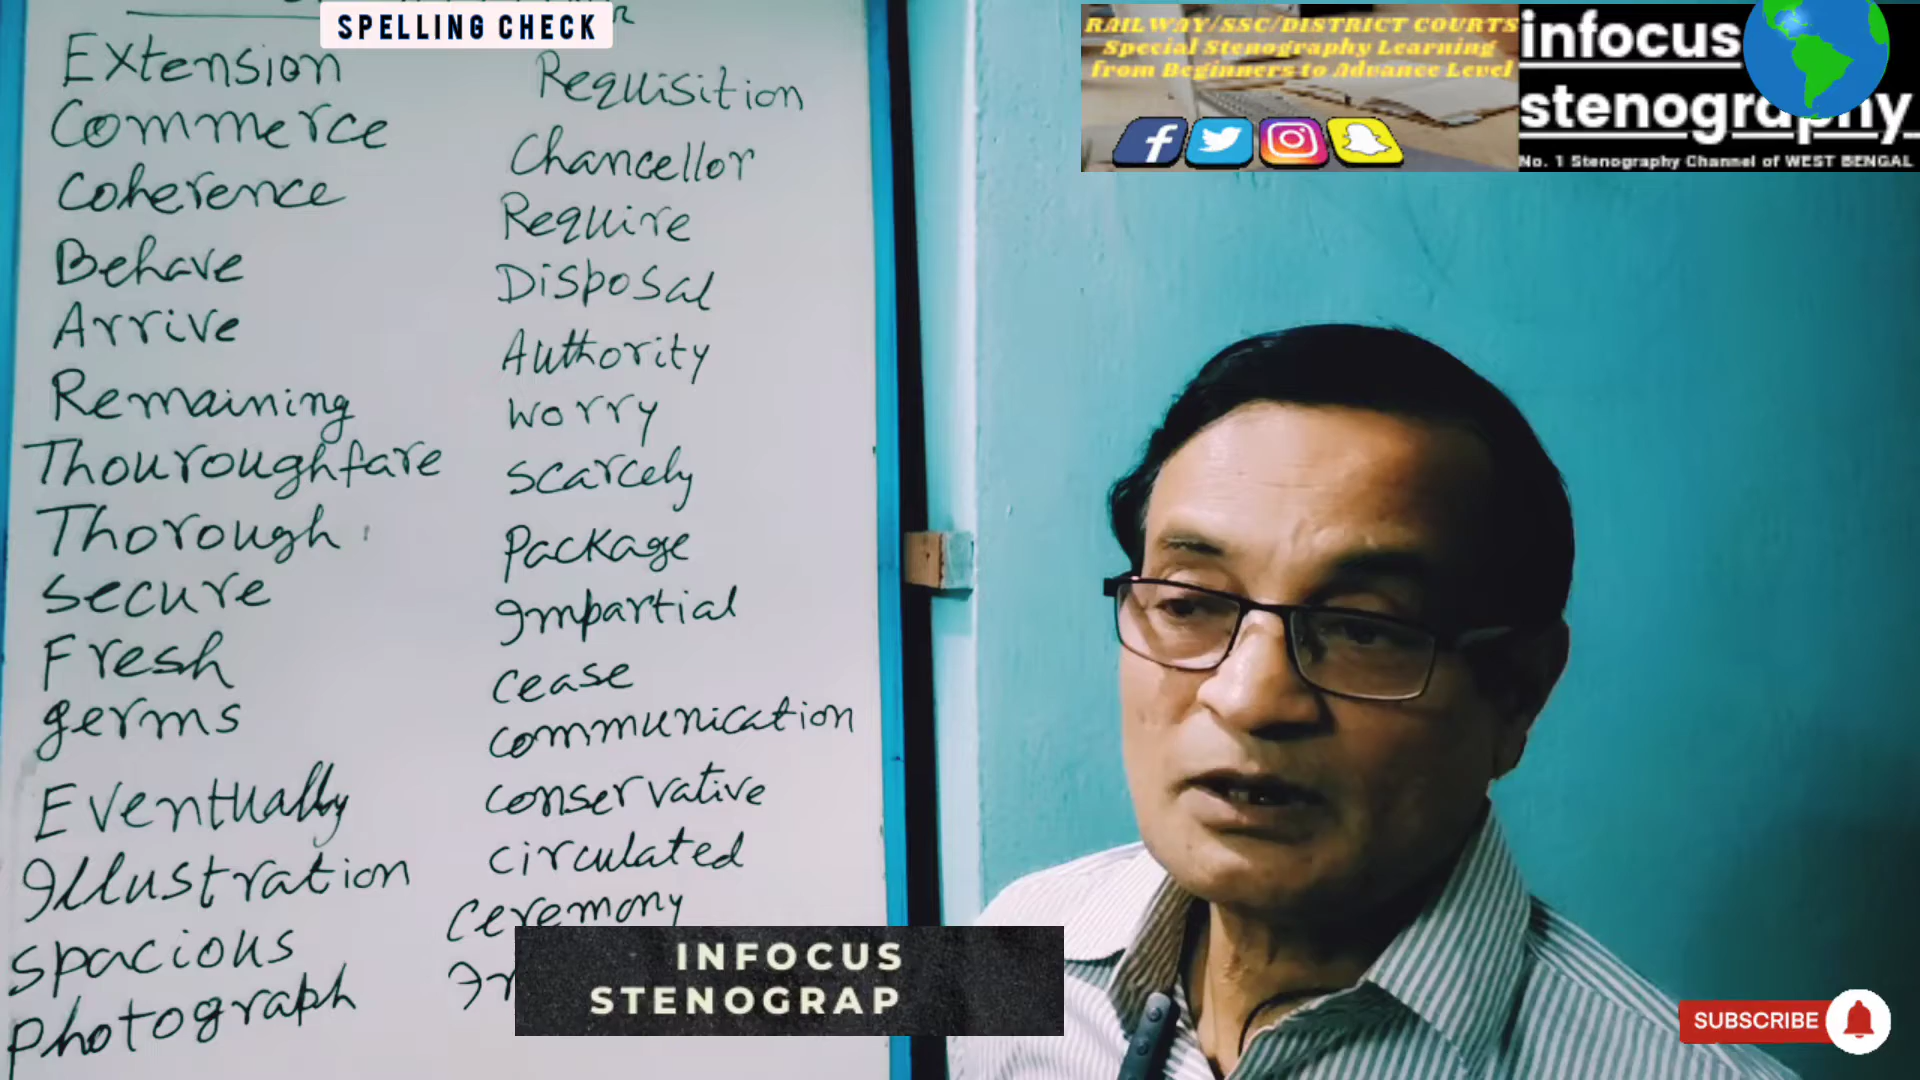 SPELLING CHECK
Extension
Commerce
Coherence
Behave
Arrive
Remaining
Thouroughfare
Thorough
Secure
Fresh
germs
Eventually
Illustration
Spacious
Photograph
Requisition
Chancellor
Require
Disposal
Authority
Worry
Scarcely
Package
Impartial
Cease
Communication
Conservative
Circulated
Ceremony
RAILWAY/SSC/DISTRICT COURTS
Special Stenography Learning
from Beginners to Advance Level
infocus
stenography
No. 1 Stenography Channel of WEST BENGAL
INFOCUS
STENOGRAP
SUBSCRIBE